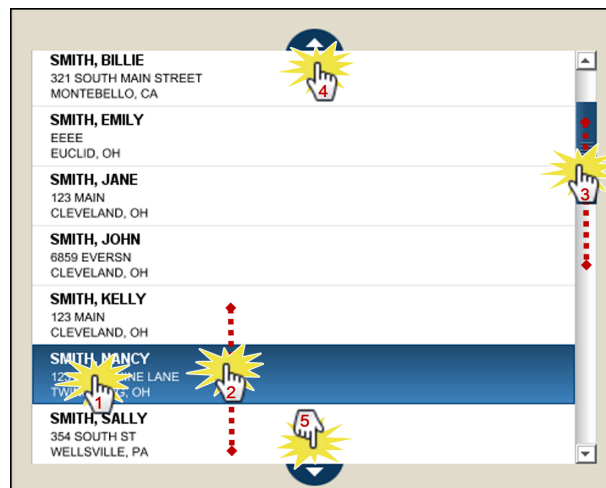 SMITH, BILLIE
321 SOUTH MAIN STREET
MONTEBELLO, CA
4
SMITH, EMILY
EEEE
EUCLID, OH
SMITH, JANE
123 MAIN
CLEVELAND, OH
3
SMITH, JOHN
6859 EVERSN
CLEVELAND, OH
SMITH, KELLY
123 MAIN
CLEVELAND, OH
SMITH, NANCY
LANE
OH
1
2
SMITH, SALLY
354 SOUTH ST
WELLSVILLE, PA
5